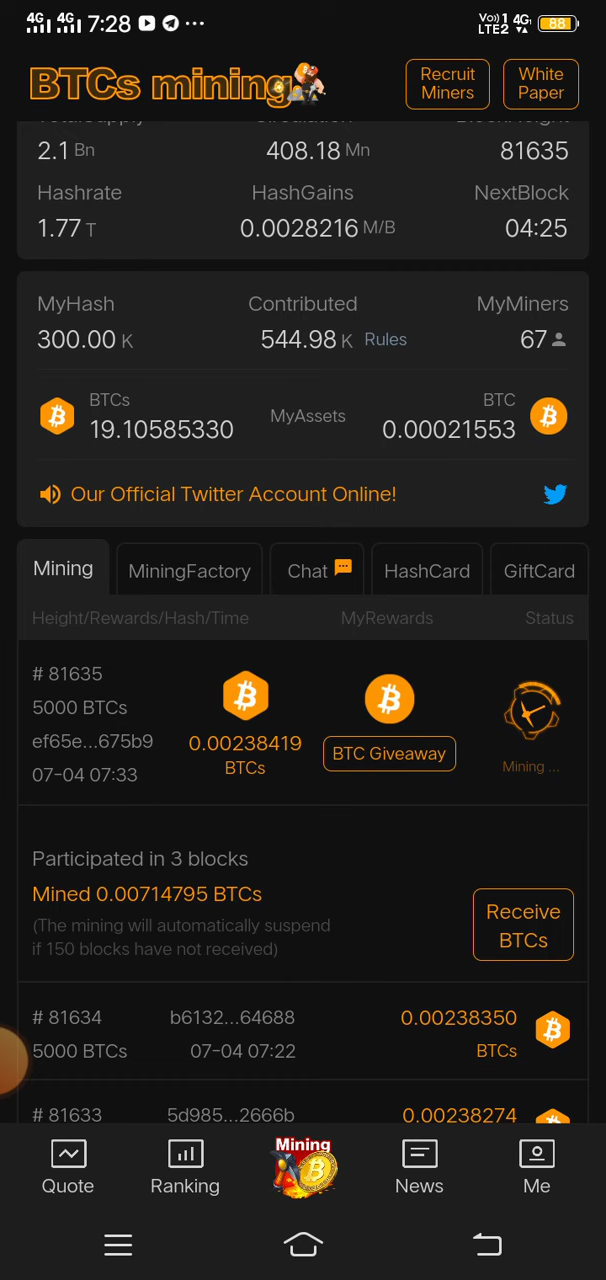 4G 4G 7:28 ... Vo) 1 4G LTE2 88
BTCs mining
Recruit Miners
White Paper
TotalSupply Circulation BlockHeight
2.1 Bn 408.18 Mn 81635
Hashrate HashGains NextBlock
1.77 T 0.0028216 M/B 04:25
MyHash Contributed MyMiners
300.00 K 544.98 K Rules 67
BTCs MyAssets BTC
19.10585330 0.00021553
Our Official Twitter Account Online!
Mining MiningFactory Chat HashCard GiftCard
Height/Rewards/Hash/Time MyRewards Status
# 81635
5000 BTCs
ef65e...675b9
07-04 07:33
0.00238419
BTCs
BTC Giveaway
Mining ...
Participated in 3 blocks
Mined 0.00714795 BTCs
(The mining will automatically suspend
if 150 blocks have not received)
Receive
BTCs
# 81634 b6132...64688 0.00238350
5000 BTCs 07-04 07:22 BTCs
# 81633 5d985...2666b 0.00238274
Mining
Quote Ranking News Me